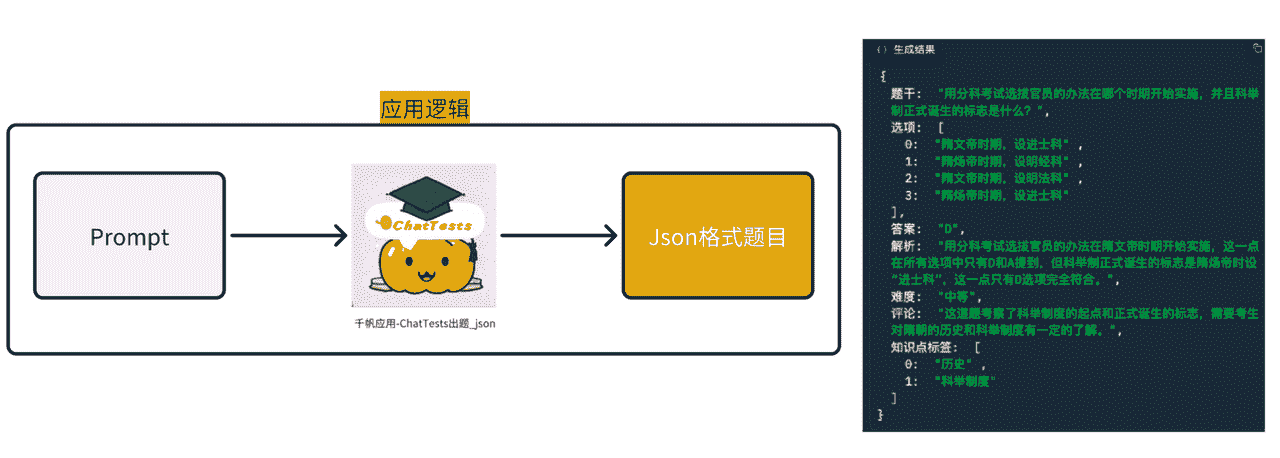 应用逻辑
Prompt
ChatTests
千帆应用-ChatTests出题_json
Json格式题目
{} 生成结果
{
题干: "用分科考试选拔官员的办法在哪个时期开始实施，并且科举
制正式诞生的标志是什么？",
选项: [
0: "隋文帝时期，设进士科" ,
1: "隋炀帝时期，设明经科" ,
2: "隋文帝时期，设明法科" ,
3: "隋炀帝时期，设进士科"
],
答案: "D",
解析: "用分科考试选拔官员的办法在隋文帝时期开始实施，这一点
在所有选项中只有D和A提到，但科举制正式诞生的标志是隋炀帝时设
“进士科”，这一点只有D选项完全符合。",
难度: "中等",
评论: "这道题考察了科举制度的起点和正式诞生的标志，需要考生
对隋朝的历史和科举制度有一定的了解。",
知识点标签: [
0: "历史" ,
1: "科举制度"
]
}